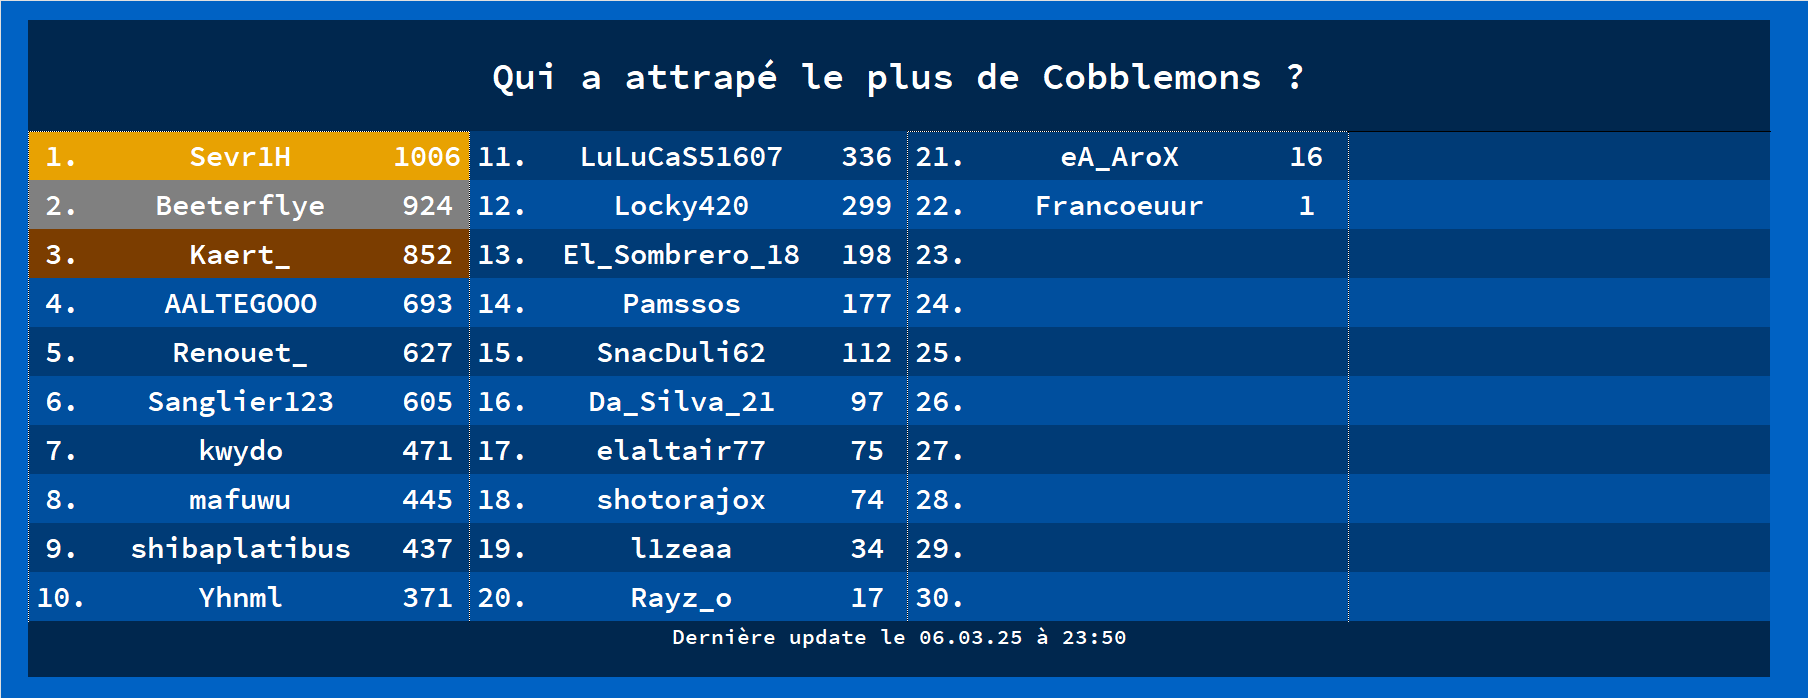 Qui a attrapé le plus de Cobblemons ?
1. Sevr1H 1006
2. Beeterflye 924
3. Kaert_ 852
4. AALTEGOOO 693
5. Renouet_ 627
6. Sanglier123 605
7. kwydo 471
8. mafuwu 445
9. shibaplatibus 437
10. Yhnml 371
11. LuLuCaS51607 336
12. Locky420 299
13. El_Sombrero_18 198
14. Pamssos 177
15. SnacDuli62 112
16. Da_Silva_21 97
17. elaltair77 75
18. shotorajox 74
19. l1zeaa 34
20. Rayz_o 17
21. eA_AroX 16
22. Francoeuur 1
23.
24.
25.
26.
27.
28.
29.
30.
Dernière update le 06.03.25 à 23:50